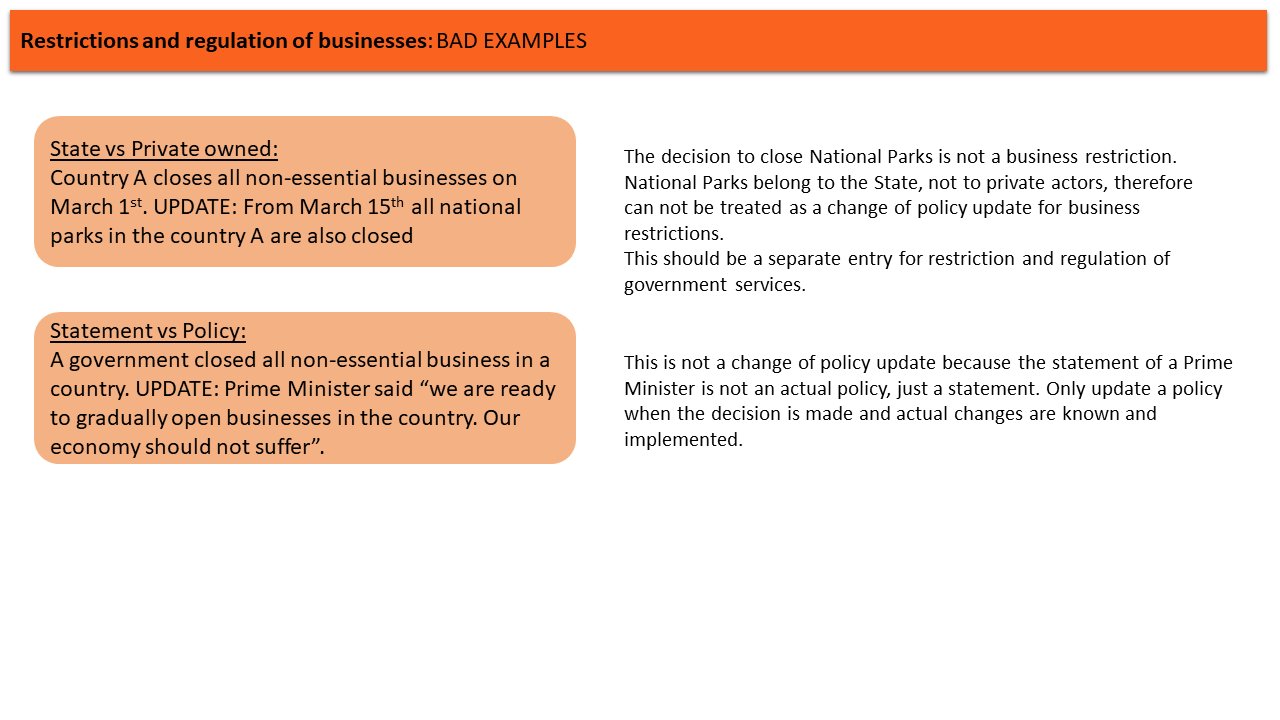 Restrictions and regulation of businesses: BAD EXAMPLES
State vs Private owned:
Country A closes all non-essential businesses on
March 1st. UPDATE: From March 15th all national
parks in the country A are also closed
The decision to close National Parks is not a business restriction.
National Parks belong to the State, not to private actors, therefore
can not be treated as a change of policy update for business
restrictions.
This should be a separate entry for restriction and regulation of
government services.
Statement vs Policy:
A government closed all non-essential business in a
country. UPDATE: Prime Minister said “we are ready
to gradually open businesses in the country. Our
economy should not suffer”.
This is not a change of policy update because the statement of a Prime
Minister is not an actual policy, just a statement. Only update a policy
when the decision is made and actual changes are known and
implemented.